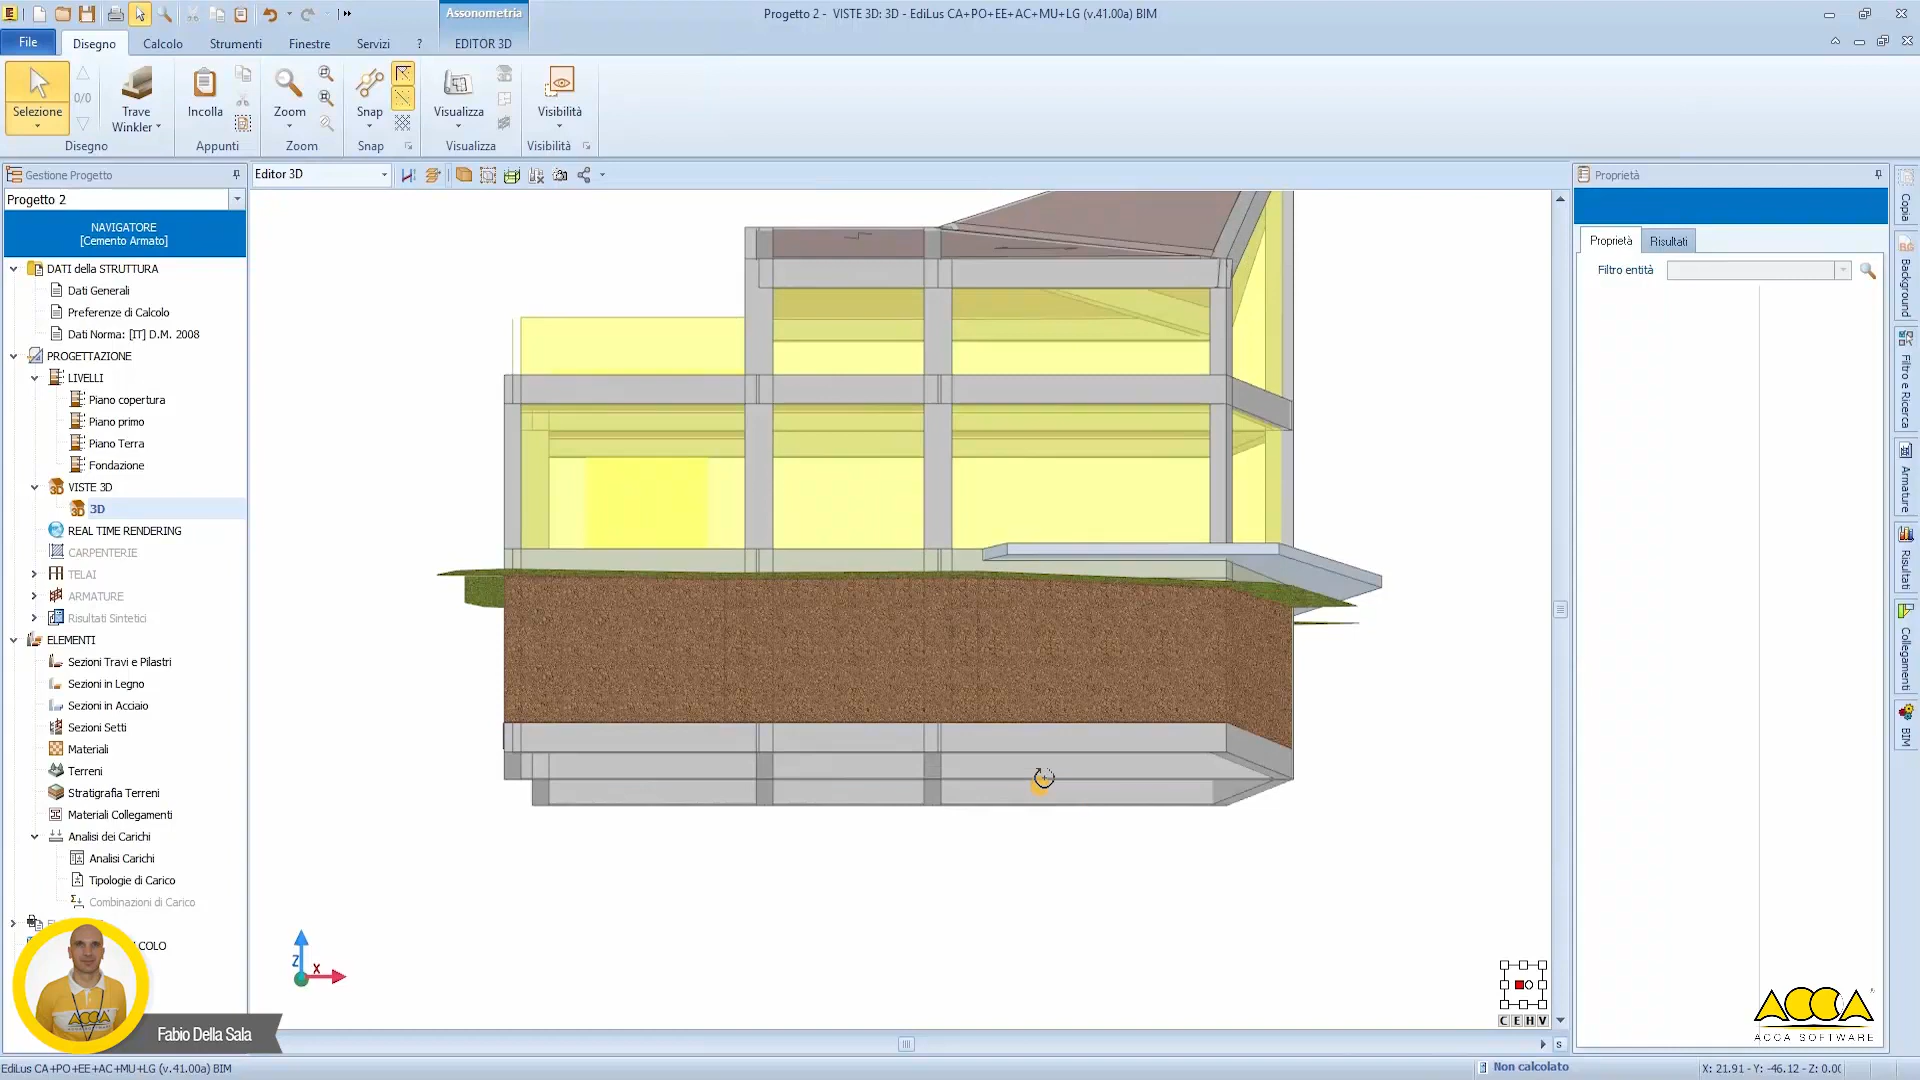 Assonometria
Progetto 2 - VISTE 3D: 3D - EdiLus CA+PO+EE+AC+MU+LG (v.41.00a) BIM
File
Disegno
Calcolo
Strumenti
Finestre
Servizi
?
EDITOR 3D
Selezione
0/0
Trave
Winkler
Incolla
Zoom
Snap
Visualizza
Visibilità
Disegno
Appunti
Zoom
Snap
Visualizza
Visibilità
Gestione Progetto
Progetto 2
NAVIGATORE
[Cemento Armato]
DATI della STRUTTURA
Dati Generali
Preferenze di Calcolo
Dati Norma: [IT] D.M. 2008
PROGETTAZIONE
LIVELLI
Piano copertura
Piano primo
Piano Terra
Fondazione
VISTE 3D
3D
REAL TIME RENDERING
CARPENTERIE
TELAI
ARMATURE
Risultati Sintetici
ELEMENTI
Sezioni Travi e Pilastri
Sezioni in Legno
Sezioni in Acciaio
Sezioni Setti
Materiali
Terreni
Stratigrafia Terreni
Materiali Collegamenti
Analisi dei Carichi
Analisi Carichi
Tipologie di Carico
Combinazioni di Carico
COLO
ACCA
Fabio Della Sala
Editor 3D
Z
X
C E H V
S
Proprietà
Proprietà
Risultati
Filtro entità
Copia
Background
Filtro e Ricerca
Armature
Risultati
Collegamenti
BIM
ACCA
ACCA SOFTWARE
EdiLus CA+PO+EE+AC+MU+LG (v.41.00a) BIM
Non calcolato
X: 21.91 - Y: -46.12 - Z: 0.00